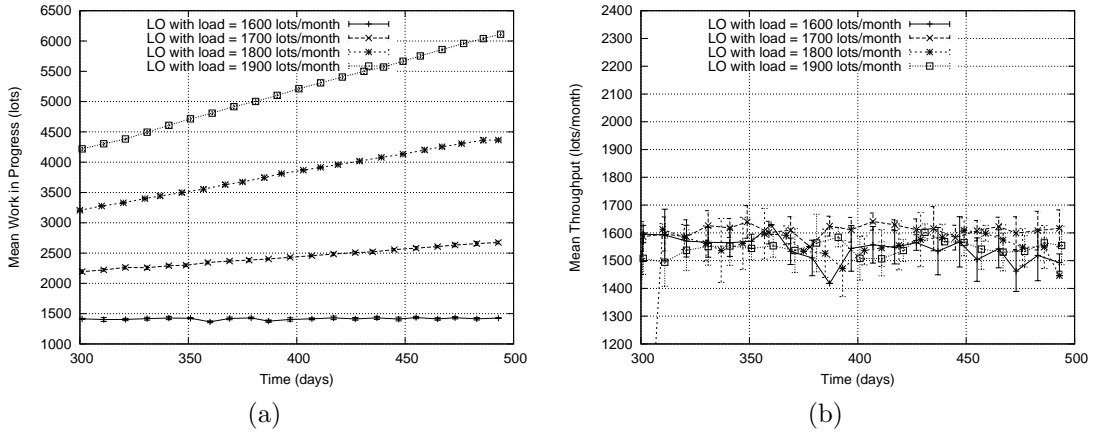 6500
6000
5500
5000
4500
4000
3500
3000
2500
2000
1500
1000
300
350
400
450
500
Mean Work in Progress (lots)
Time (days)
LO with load = 1600 lots/month
LO with load = 1700 lots/month
LO with load = 1800 lots/month
LO with load = 1900 lots/month
(a)
2400
2300
2200
2100
2000
1900
1800
1700
1600
1500
1400
1300
1200
300
350
400
450
500
Mean Throughput (lots/month)
Time (days)
LO with load = 1600 lots/month
LO with load = 1700 lots/month
LO with load = 1800 lots/month
LO with load = 1900 lots/month
(b)